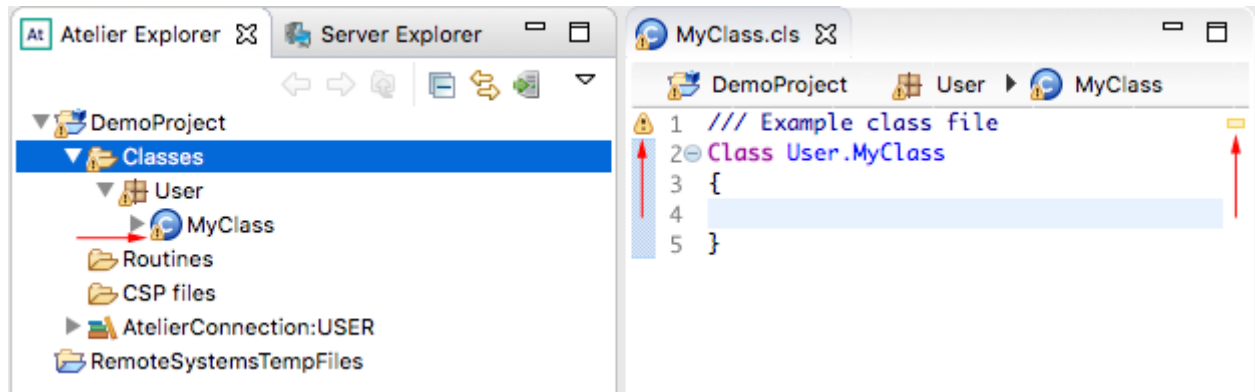 At Atelier Explorer Server Explorer
DemoProject
Classes
User
MyClass
Routines
CSP files
AtelierConnection:USER
RemoteSystemsTempFiles
C MyClass.cls
DemoProject User C MyClass
1 /// Example class file
2 Class User.MyClass
3 {
4
5 }